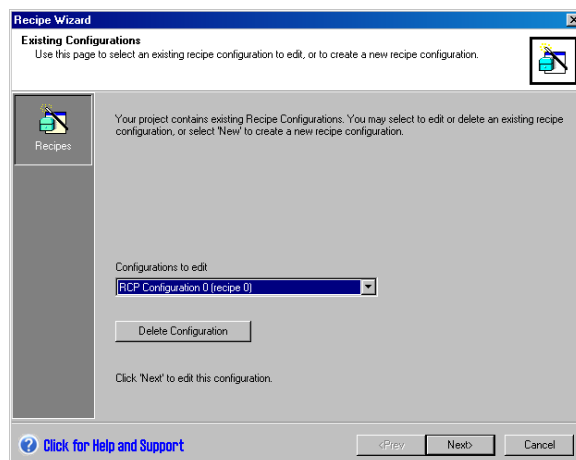 Recipe Wizard
Existing Configurations
Use this page to select an existing recipe configuration to edit, or to create a new recipe configuration.
Recipes
Your project contains existing Recipe Configurations. You may select to edit or delete an existing recipe
configuration, or select 'New' to create a new recipe configuration.
Configurations to edit
RCP Configuration 0 (recipe 0)
Delete Configuration
Click 'Next' to edit this configuration.
Click for Help and Support
<Prev
Next>
Cancel